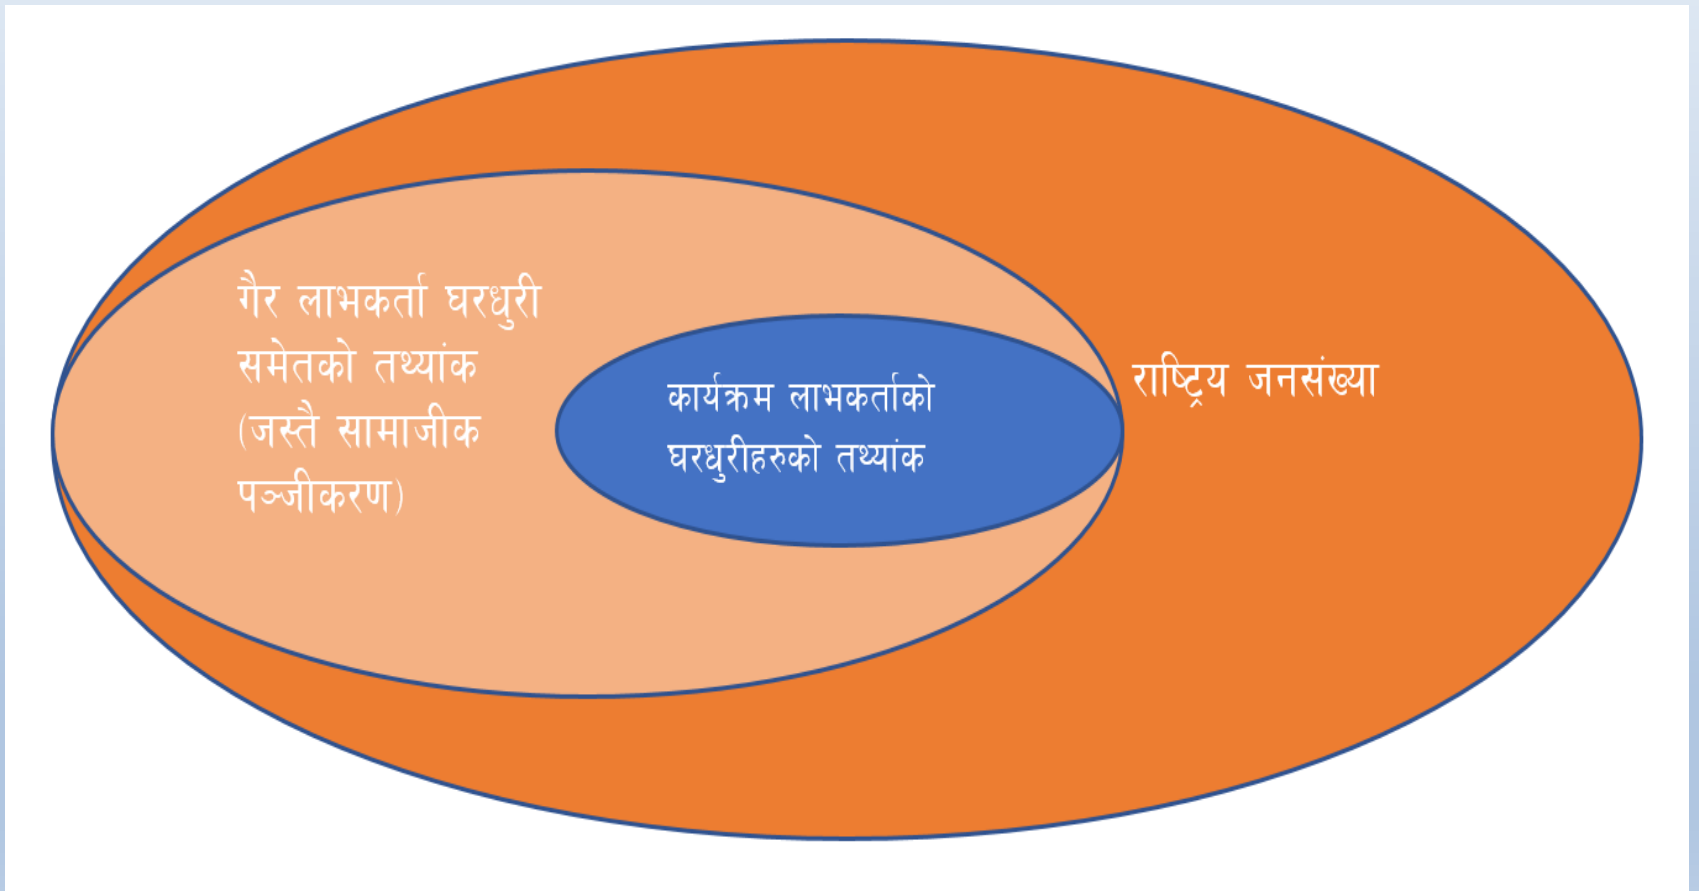 गैर लाभकर्ता घरधुरी
समेतको तथ्यांक
(जस्तै सामाजीक
पञ्जीकरण)
कार्यक्रम लाभकर्ताको
घरधुरीहरुको तथ्यांक
राष्ट्रिय जनसंख्या